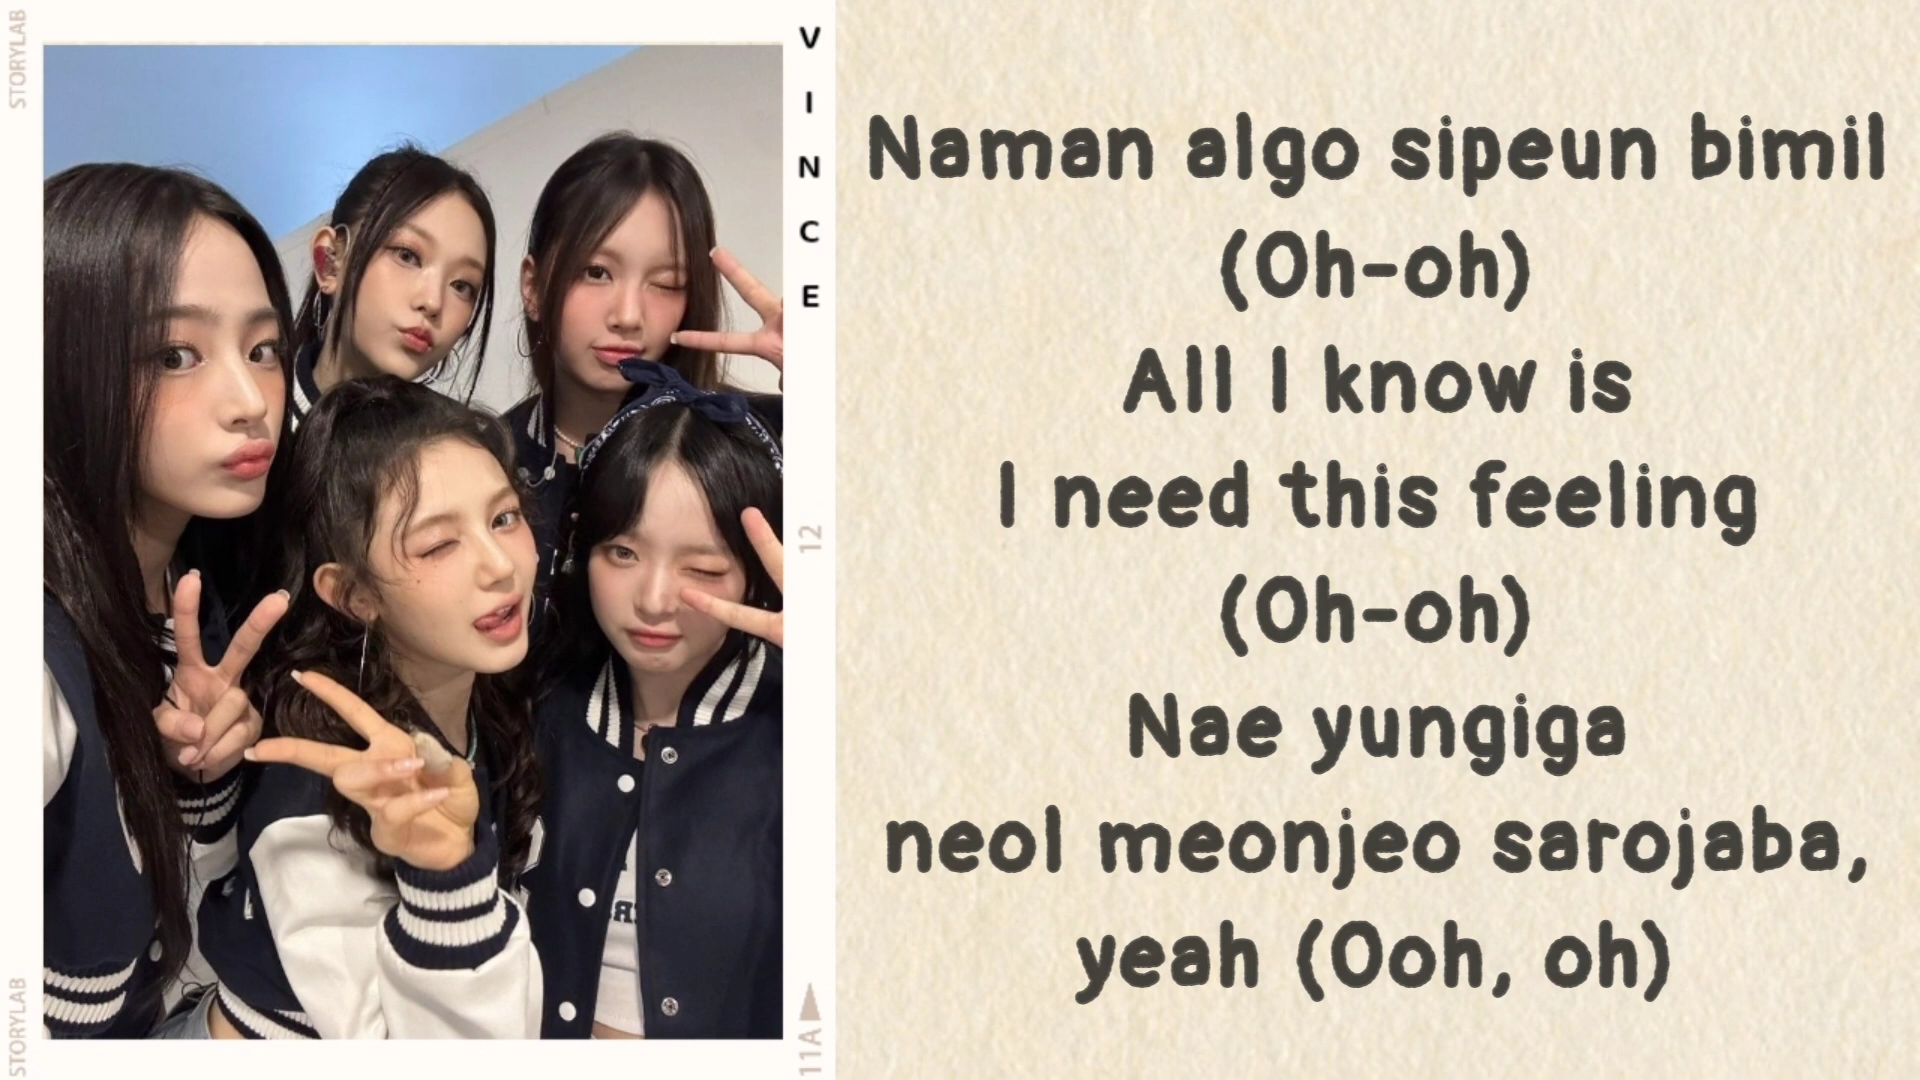 STORYLAB
VINCE
12
11A
STORYLAB
Naman algo sipeun bimil
(Oh-oh)
All I know is
I need this feeling
(Oh-oh)
Nae yungiga
neol meonjeo sarojaba,
yeah (Ooh, oh)